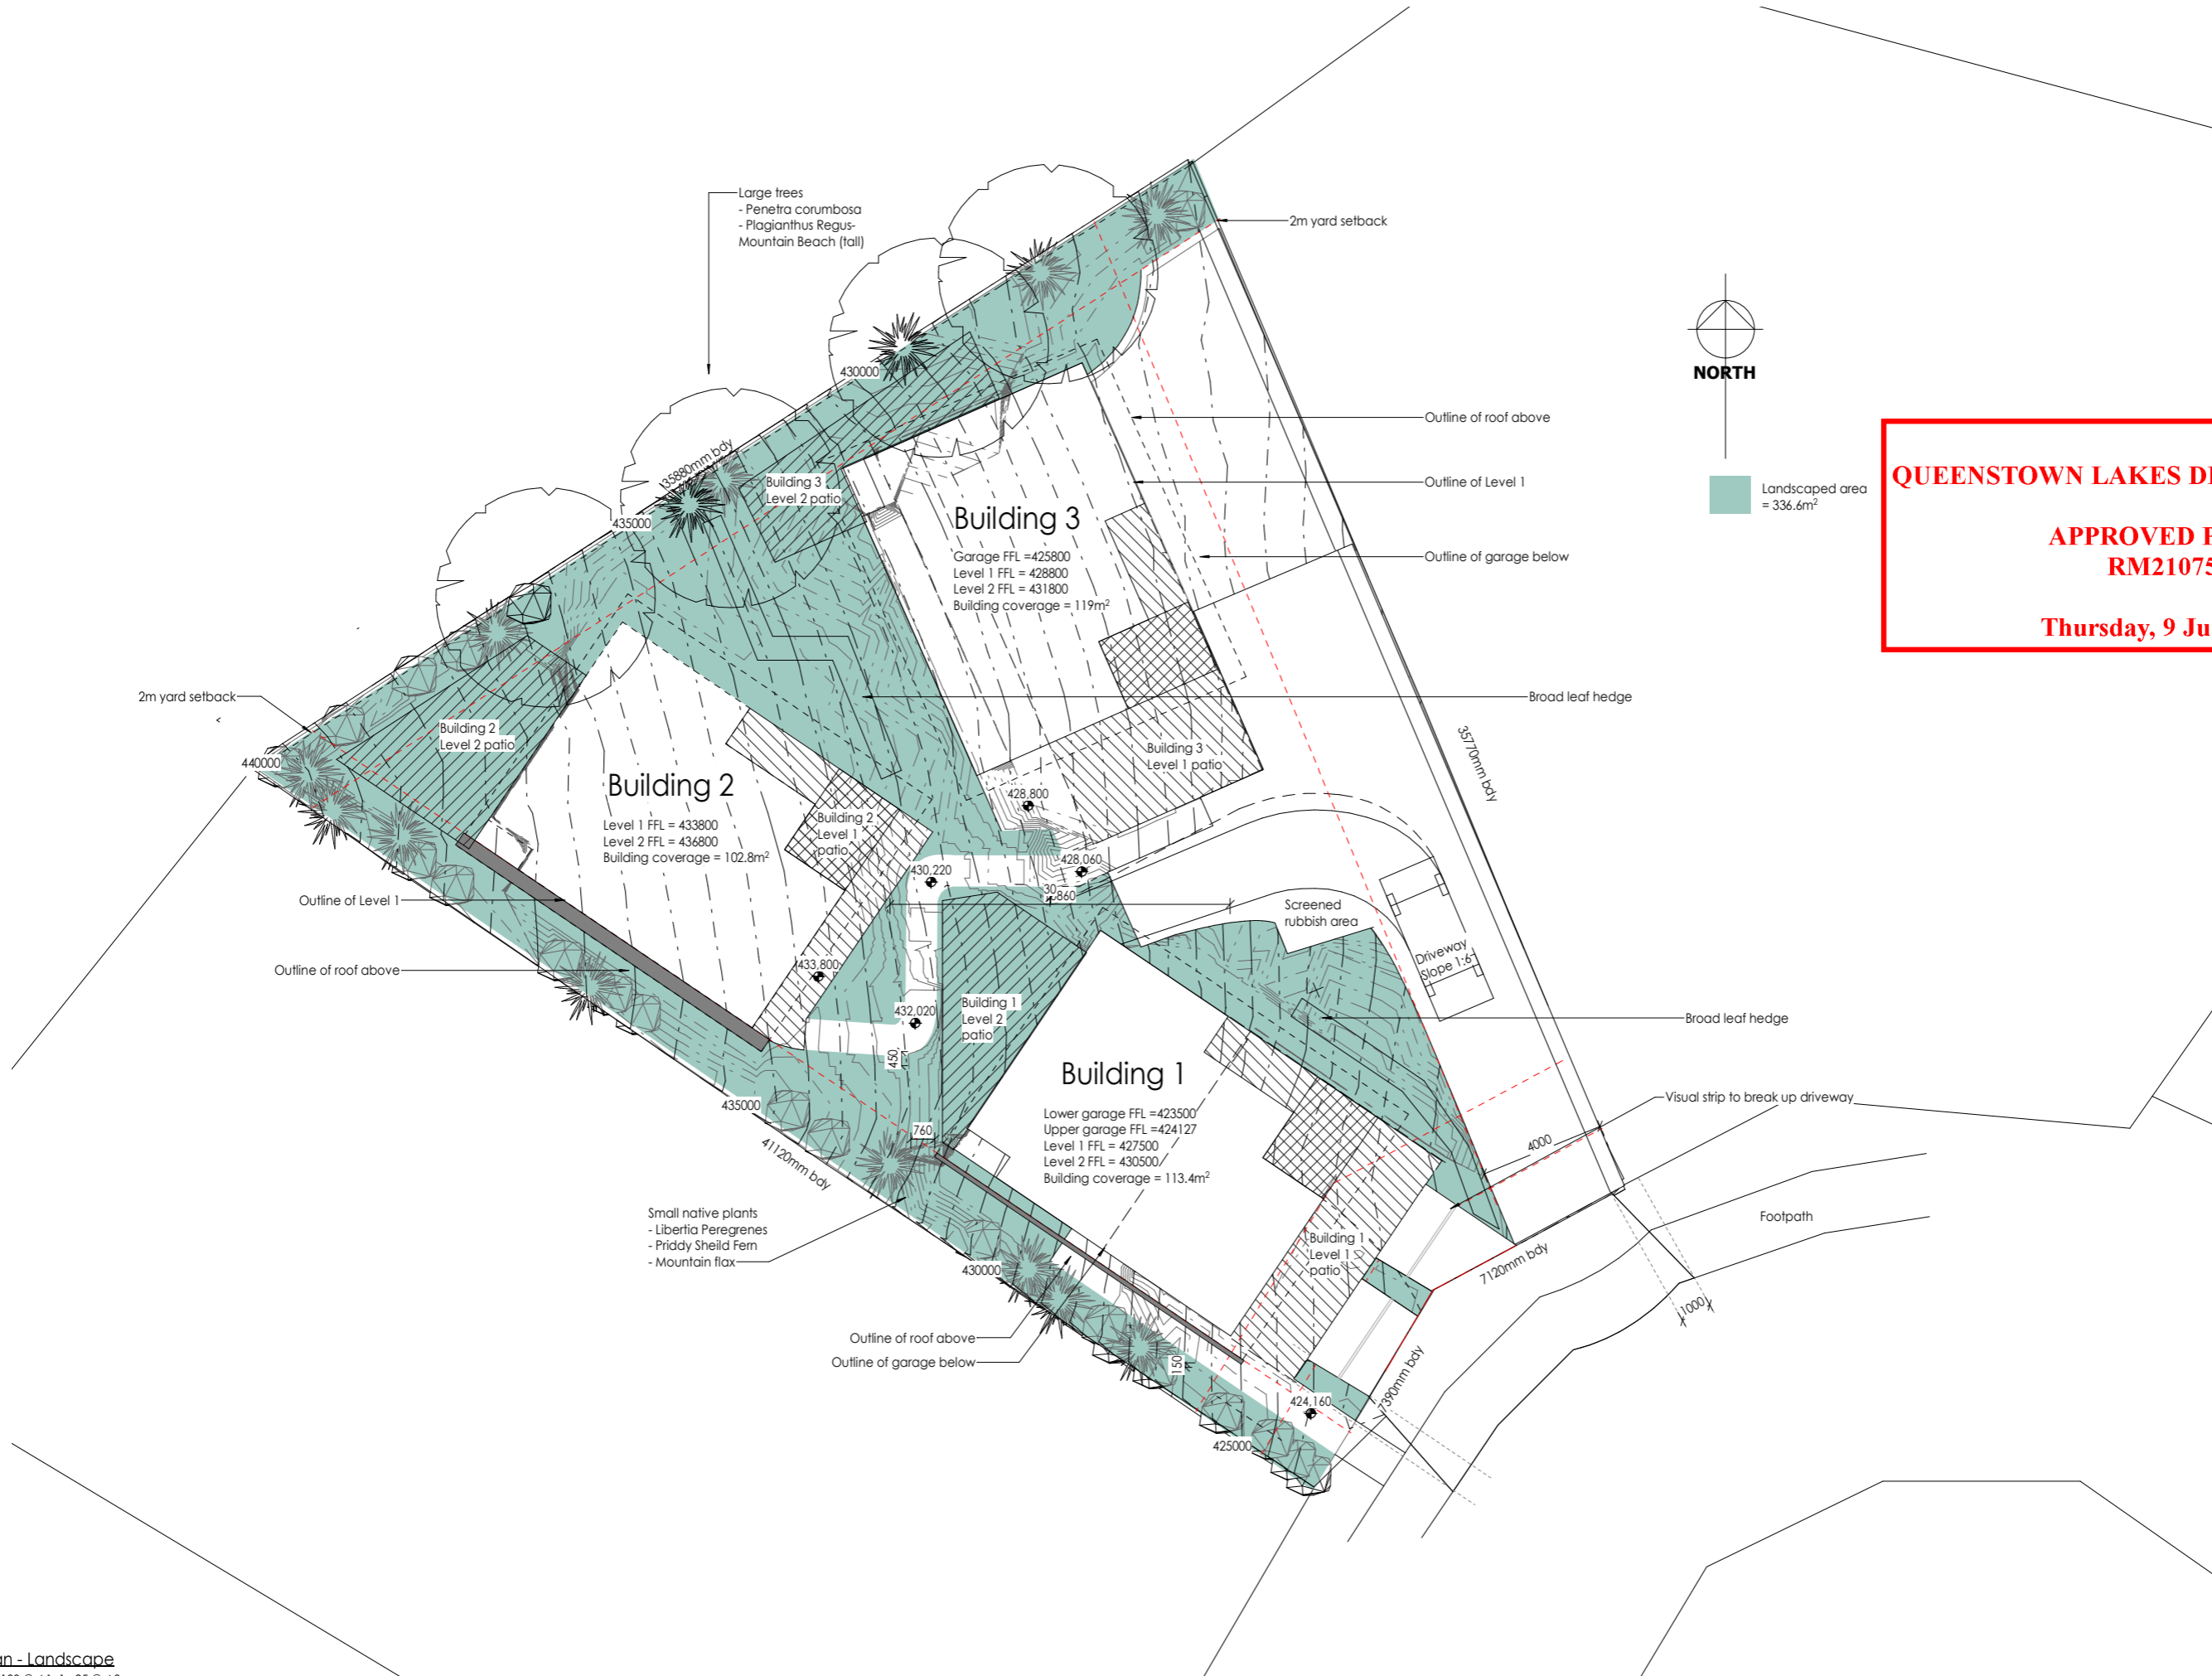 Large trees
- Penetra corumbosa
- Plagianthus Regus-
Mountain Beach (tall)
2m yard setback
NORTH
Landscaped area
= 336.6m²
QUEENSTOWN LAKES
APPROVED
RM21075
Thursday, 9
430000
35880mm bdy
435000
Building 3
Level 2 patio
Building 3
Garage FFL =425800
Level 1 FFL = 428800
Level 2 FFL = 431800
Building coverage = 119m²
Outline of roof above
Outline of Level 1
Outline of garage below
Broad leaf hedge
2m yard setback
440000
Building 2
Level 2 patio
Building 2
Level 1 FFL = 433800
Level 2 FFL = 436800
Building coverage = 102.8m²
Building 2
Level 1
patio
Building 3
Level 1 patio
35770mm bdy
428,800
428,060
430,220
30
Screened
rubbish area
Driveway
Slope 1:6
Outline of Level 1
Outline of roof above
433,800
432,020
450
Building 1
Level 2
patio
Broad leaf hedge
Building 1
Lower garage FFL =423500
Upper garage FFL =424127
Level 1 FFL = 427500
Level 2 FFL = 430500
Building coverage = 113.4m²
Visual strip to break up driveway
4000
435000
41120mm bdy
760
Small native plants
- Libertia Peregrenes
- Priddy Sheild Fern
- Mountain flax
430000
Building 1
Level 1
patio
7120mm bdy
Footpath
1000
Outline of roof above
Outline of garage below
150
7390mm bdy
424,160
425000
- Landscape